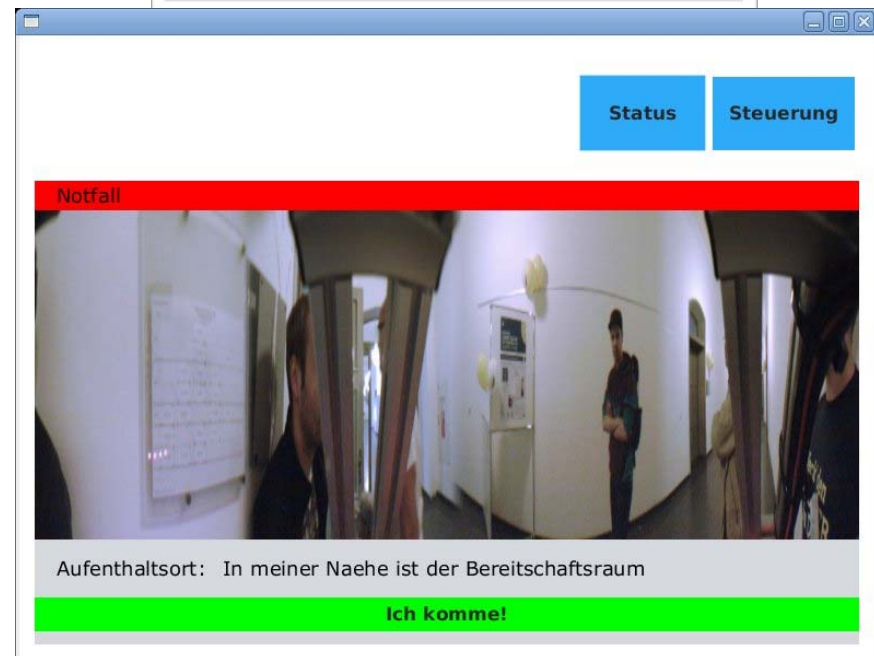 Status Steuerung
Notfall
Aufenthaltsort: In meiner Naehe ist der Bereitschaftsraum
Ich komme!